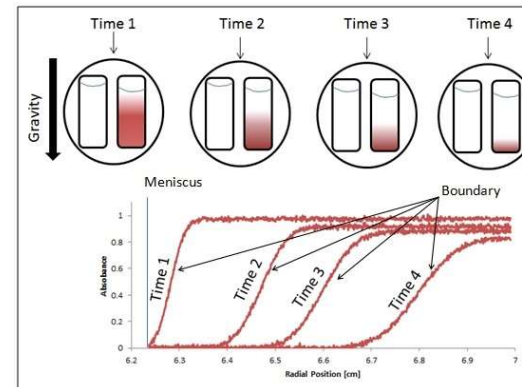 Time 1
Time 2
Time 3
Time 4
Gravity
Meniscus
Boundary
Absorbance
1
0.8
0.6
0.4
0.2
0
Time 1
Time 2
Time 3
Time 4
6.2
6.3
6.4
6.5
6.6
6.7
6.8
6.9
7
Radial Position [cm]